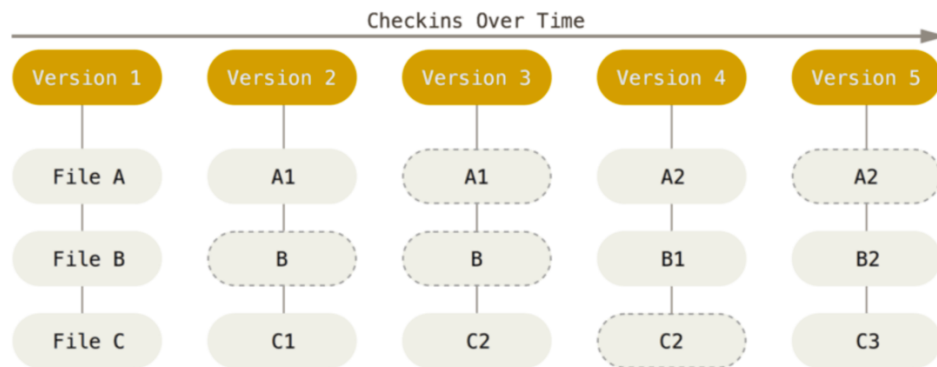 Checkins Over Time
Version 1 Version 2 Version 3 Version 4 Version 5
File A A1 A1 A2 A2
File B B B B1 B2
File C C1 C2 C2 C3